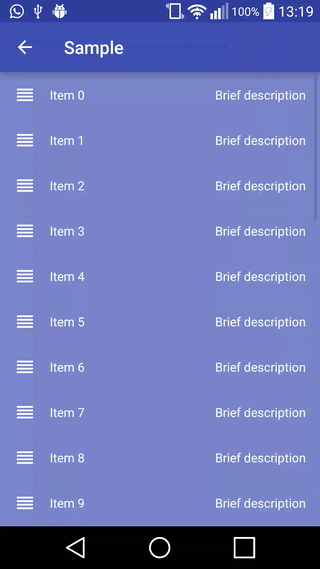 100% 13:19
Sample
Item 0 Brief description
Item 1 Brief description
Item 2 Brief description
Item 3 Brief description
Item 4 Brief description
Item 5 Brief description
Item 6 Brief description
Item 7 Brief description
Item 8 Brief description
Item 9 Brief description